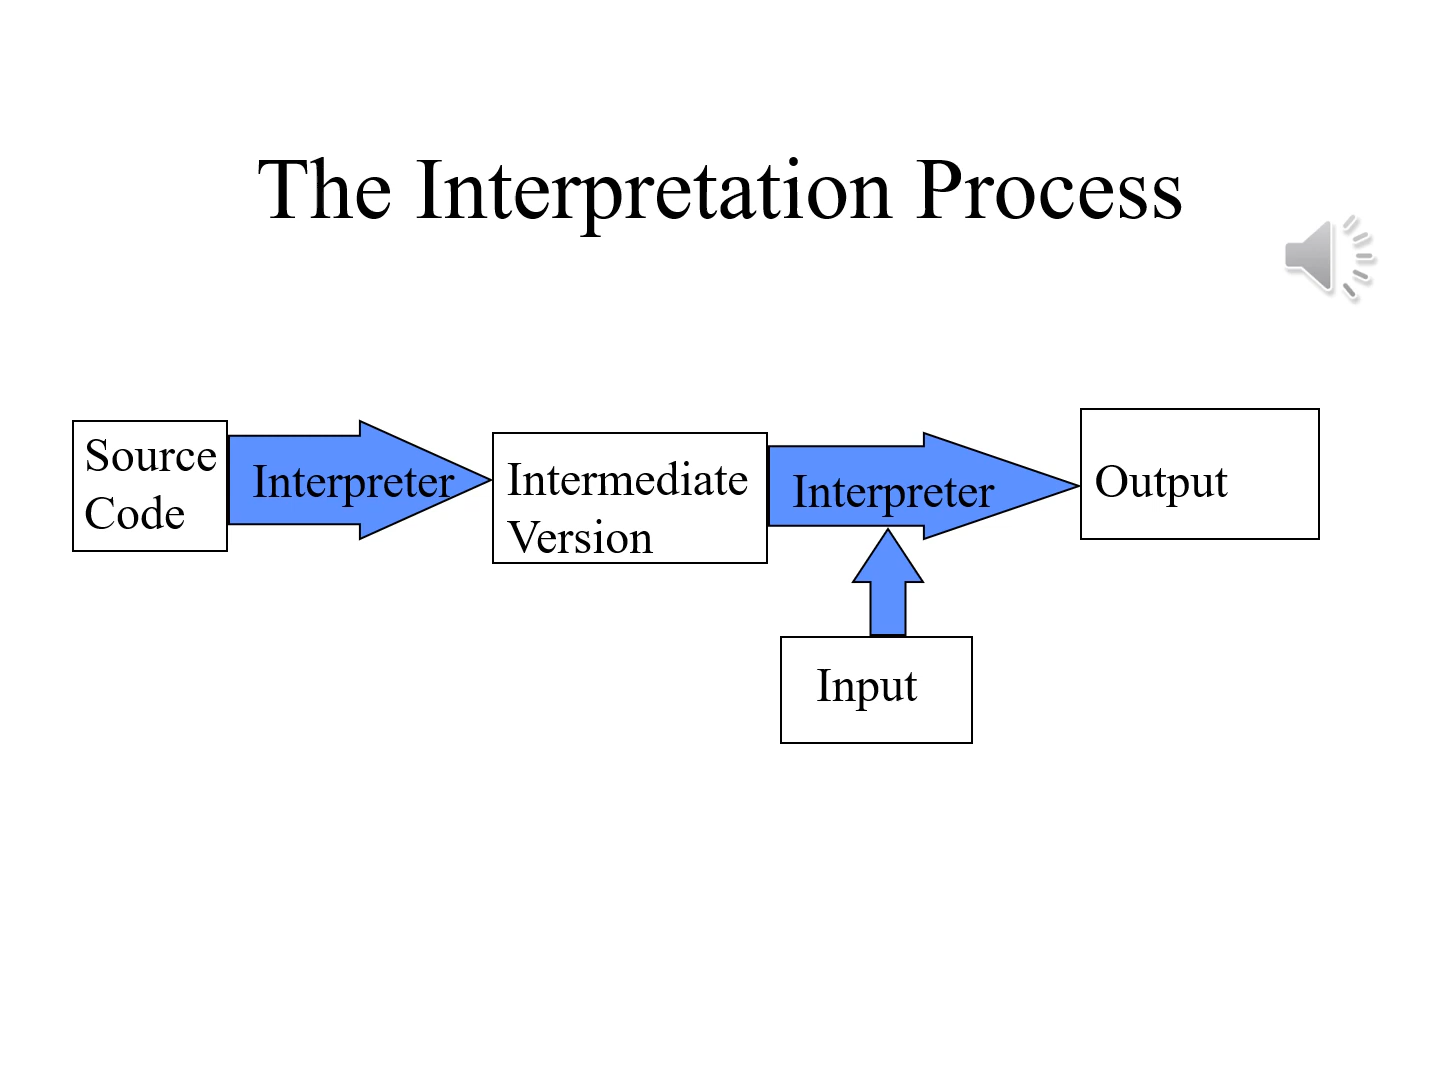 The Interpretation Process
Source
Code
Interpreter
Intermediate
Version
Interpreter
Output
Input